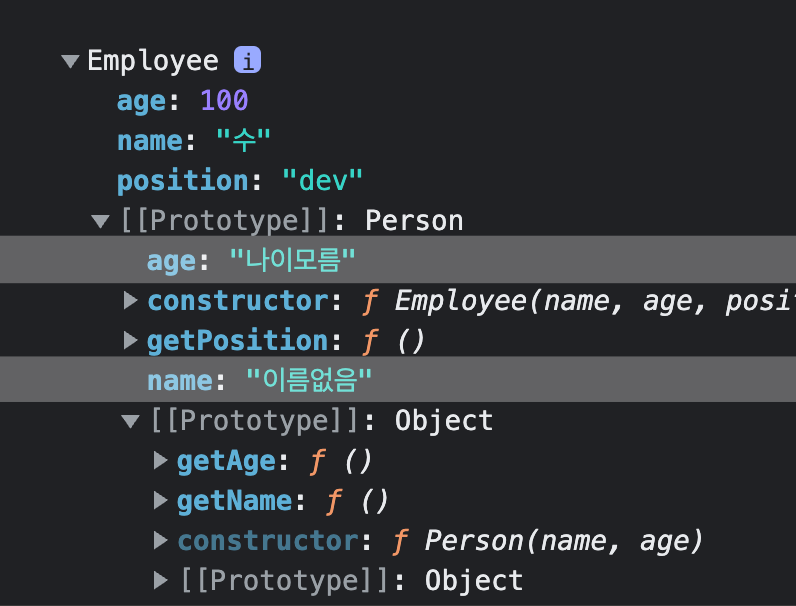 Employee i
age: 100
name: "수"
position: "dev"
[[Prototype]]: Person
age: "나이모름"
constructor: ƒ Employee(name, age, posi
getPosition: ƒ ()
name: "이름없음"
[[Prototype]]: Object
getAge: ƒ ()
getName: ƒ ()
constructor: ƒ Person(name, age)
[[Prototype]]: Object